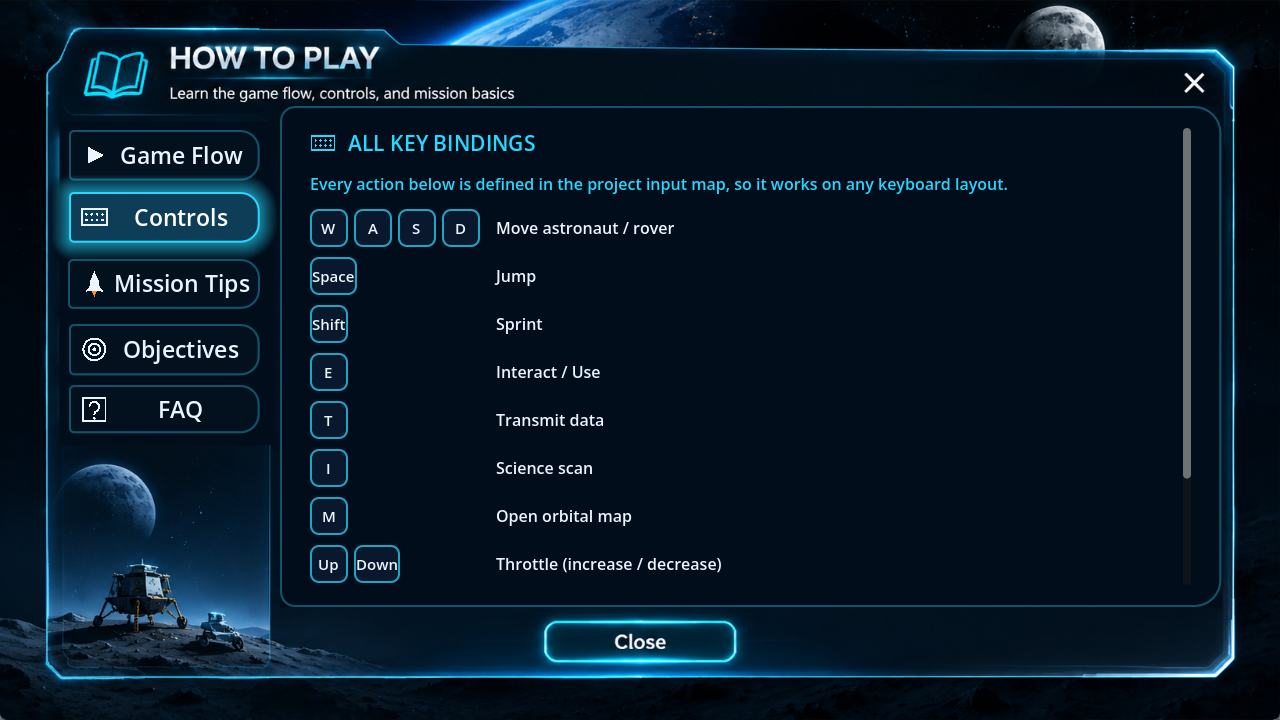 HOW TO PLAY
Learn the game flow, controls, and mission basics
Game Flow
Controls
Mission Tips
Objectives
FAQ
ALL KEY BINDINGS
Every action below is defined in the project input map, so it works on any keyboard layout.
W A S D Move astronaut / rover
Space Jump
Shift Sprint
E Interact / Use
T Transmit data
I Science scan
M Open orbital map
Up Down Throttle (increase / decrease)
Close